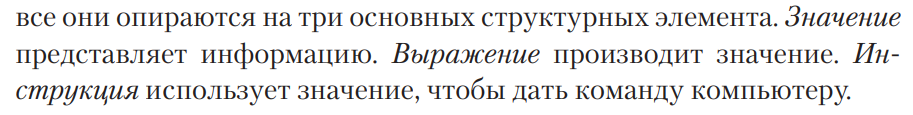 все они опираются на три основных структурных элемента. Значение
представляет информацию. Выражение производит значение. Ин-
струкция использует значение, чтобы дать команду компьютеру.